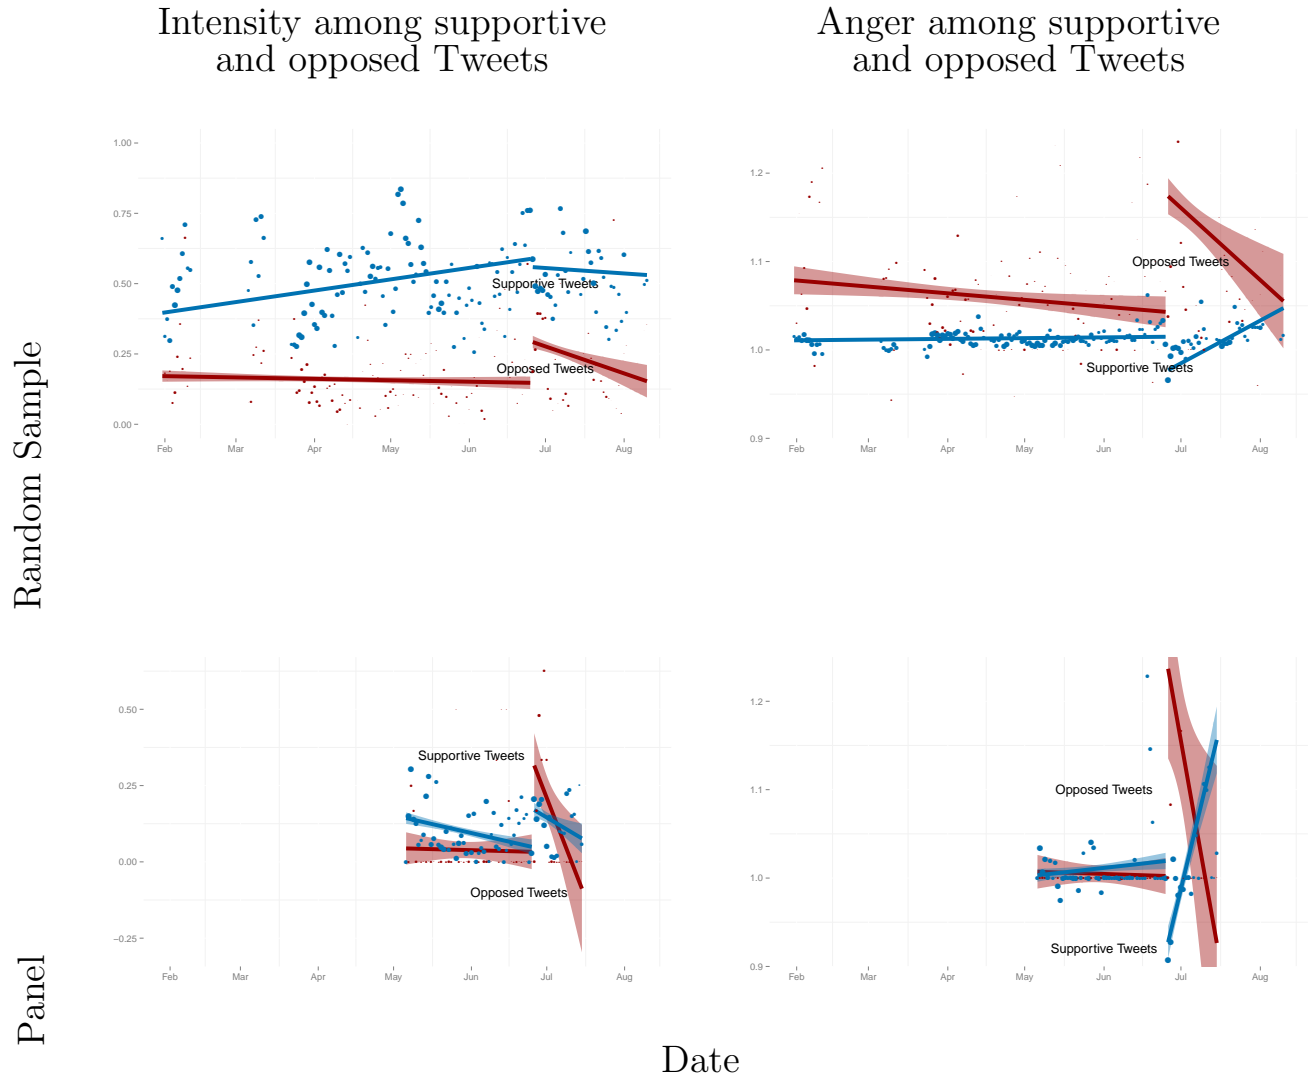 Intensity among supportive
and opposed Tweets
Anger among supportive
and opposed Tweets
Random Sample
1.00
0.75
0.50
0.25
0.00
Supportive Tweets
Opposed Tweets
Feb Mar Apr May Jun Jul Aug
1.2
1.1
1.0
0.9
Opposed Tweets
Supportive Tweets
Feb Mar Apr May Jun Jul Aug
Panel
0.50
0.25
0.00
−0.25
Supportive Tweets
Opposed Tweets
Feb Mar Apr May Jun Jul Aug
1.2
1.1
1.0
0.9
Opposed Tweets
Supportive Tweets
Feb Mar Apr May Jun Jul Aug
Date